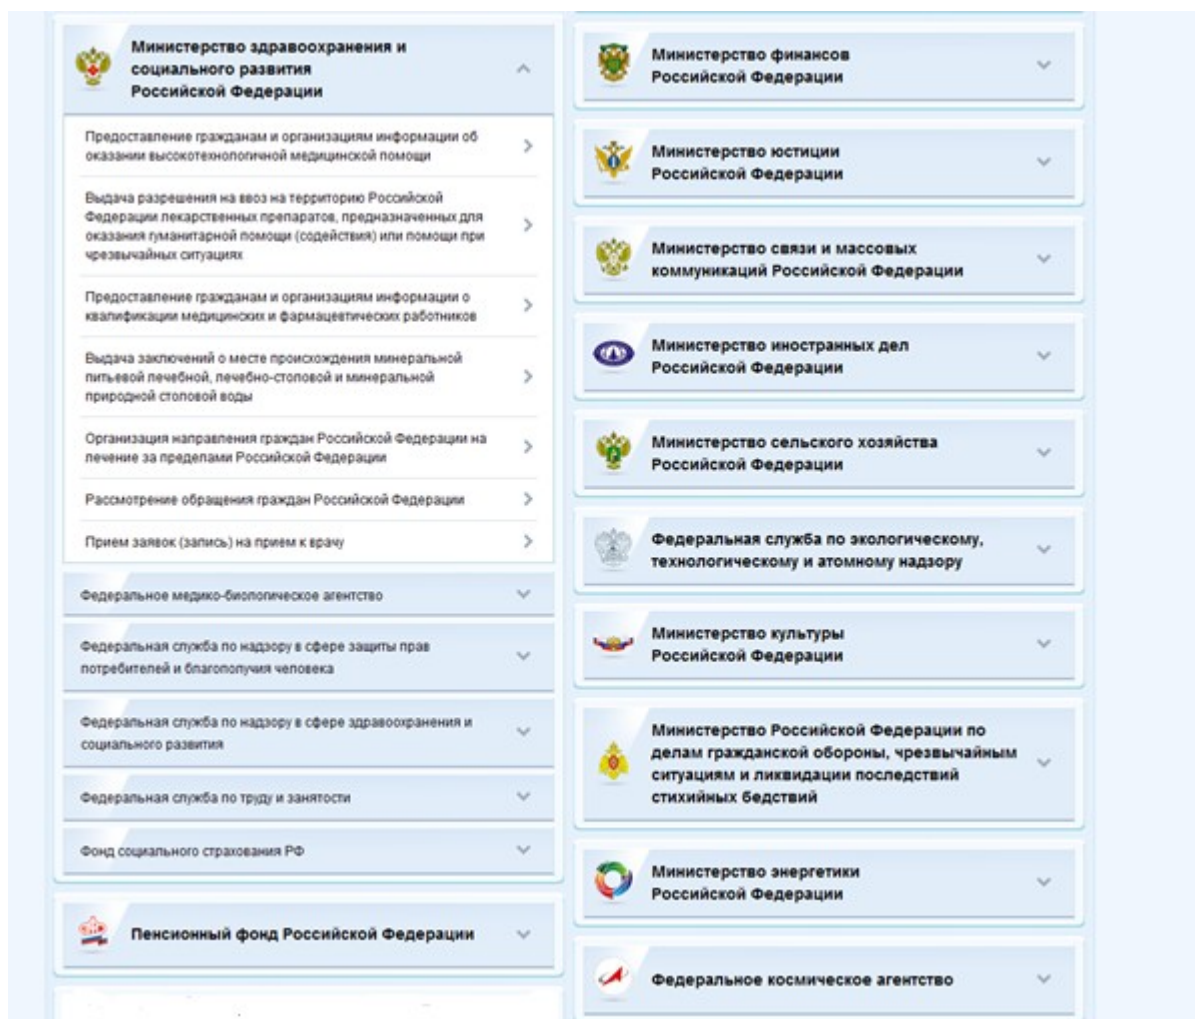 Министерство здравоохранения и
социального развития
Российской Федерации
Предоставление гражданам и организациям информации об
оказании высокотехнологичной медицинской помощи
Выдача разрешения на ввоз на территорию Российской
Федерации лекарственных препаратов, предназначенных для
оказания гуманитарной помощи (содействия) или помощи при
чрезвычайных ситуациях
Предоставление гражданам и организациям информации о
квалификации медицинских и фармацевтических работников
Выдача заключений о месте происхождения минеральной
питьевой лечебной, лечебно-столовой и минеральной
природной столовой воды
Организация направления граждан Российской Федерации на
лечение за пределами Российской Федерации
Рассмотрение обращения граждан Российской Федерации
Прием заявок (запись) на прием к врачу
Федеральное медико-биологическое агентство
Федеральная служба по надзору в сфере защиты прав
потребителей и благополучия человека
Федеральная служба по надзору в сфере здравоохранения и
социального развития
Федеральная служба по труду и занятости
Фонд социального страхования РФ
Пенсионный фонд Российской Федерации
Министерство финансов
Российской Федерации
Министерство юстиции
Российской Федерации
Министерство связи и массовых
коммуникаций Российской Федерации
Министерство иностранных дел
Российской Федерации
Министерство сельского хозяйства
Российской Федерации
Федеральная служба по экологическому,
технологическому и атомному надзору
Министерство культуры
Российской Федерации
Министерство Российской Федерации по
делам гражданской обороны, чрезвычайным
ситуациям и ликвидации последствий
стихийных бедствий
Министерство энергетики
Российской Федерации
Федеральное космическое агентство